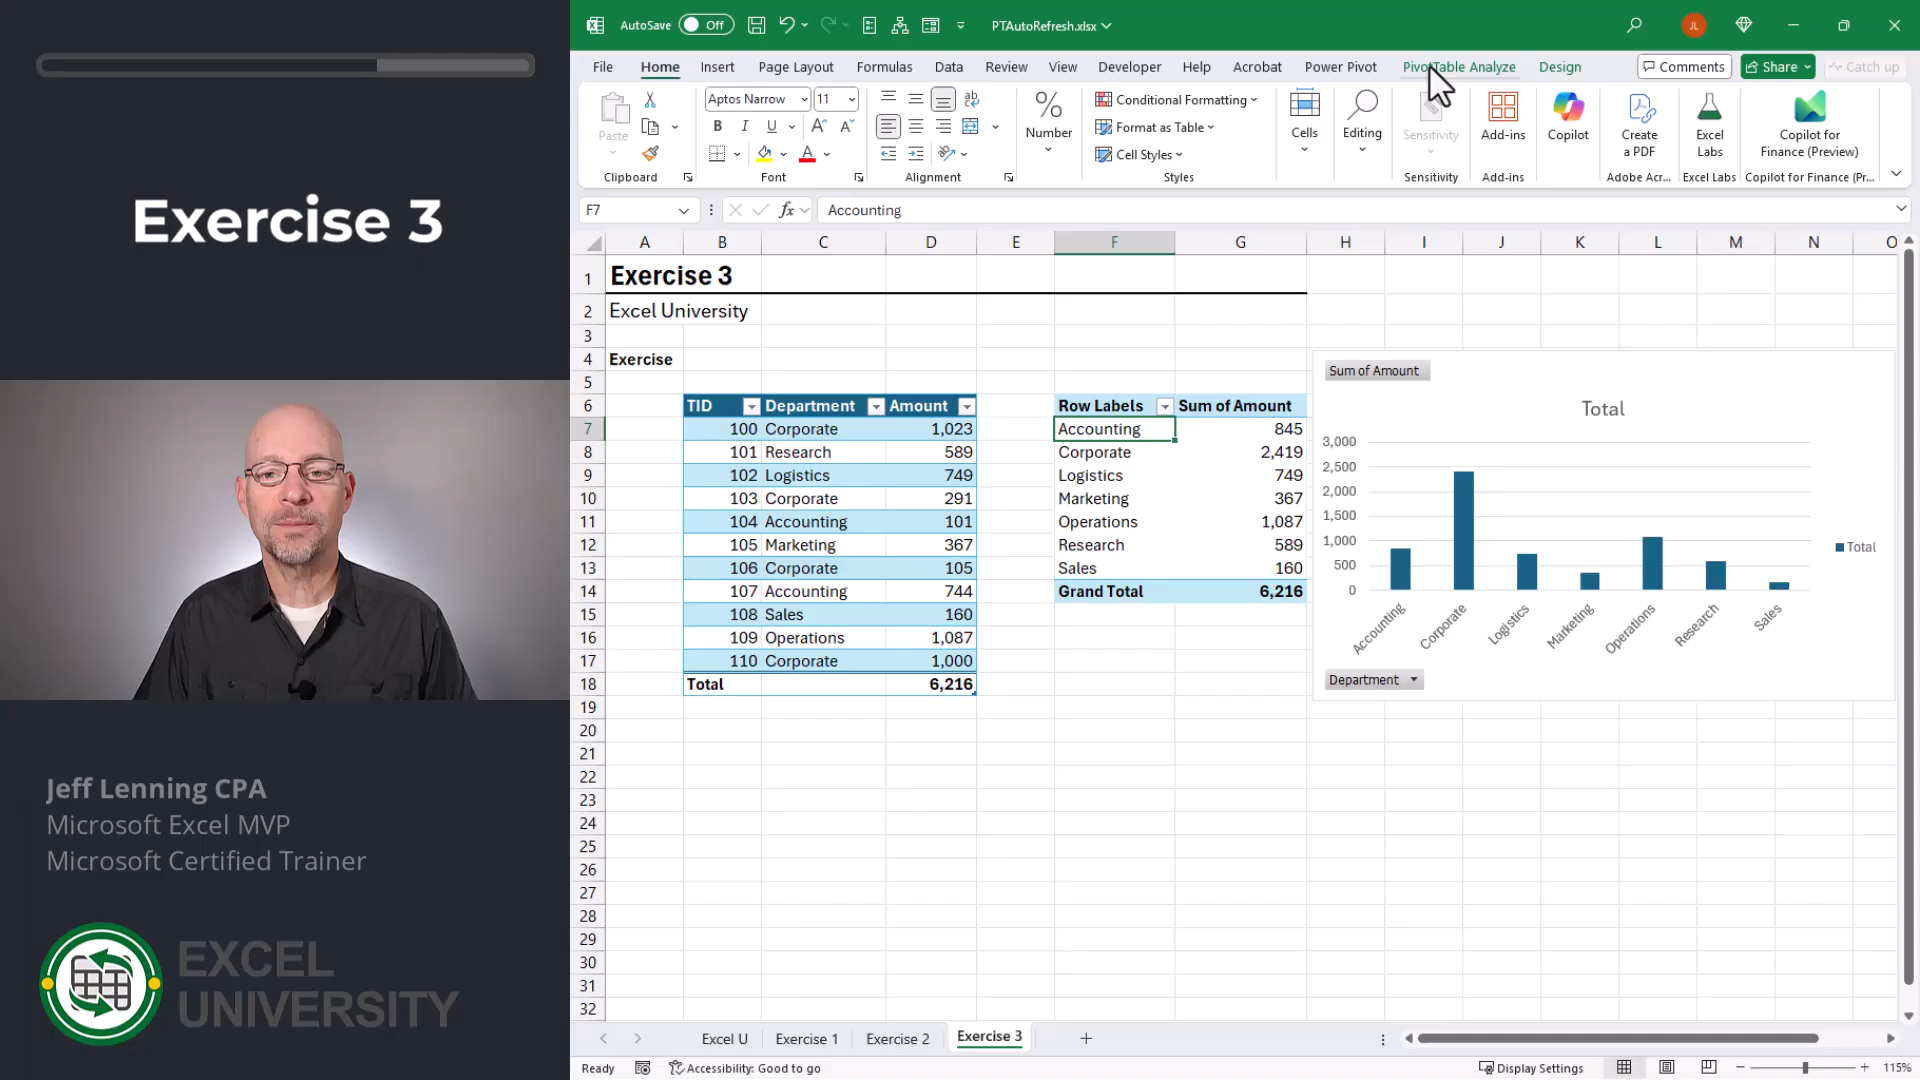 Exercise 3
Jeff Lenning CPA
Microsoft Excel MVP
Microsoft Certified Trainer
EXCEL
UNIVERSITY
AutoSave Off PTAutoRefresh.xlsx JL
File Home Insert Page Layout Formulas Data Review View Developer Help Acrobat Power Pivot PivotTable Analyze Design Comments Share Catch up
Paste Aptos Narrow 11 Number Conditional Formatting Format as Table Cell Styles Cells Editing Sensitivity Add-ins Copilot Create a PDF Excel Labs Copilot for Finance (Preview)
Clipboard Font Alignment Styles Sensitivity Add-ins Adobe Acr... Excel Labs Copilot for Finance (Pr...
F7 fx Accounting
A B C D E F G H I J K L M N O
1 Exercise 3
2 Excel University
3
4 Exercise
5
6 TID Department Amount Row Labels Sum of Amount
7 100 Corporate 1,023 Accounting 845
8 101 Research 589 Corporate 2,419
9 102 Logistics 749 Logistics 749
10 103 Corporate 291 Marketing 367
11 104 Accounting 101 Operations 1,087
12 105 Marketing 367 Research 589
13 106 Corporate 105 Sales 160
14 107 Accounting 744 Grand Total 6,216
15 108 Sales 160
16 109 Operations 1,087
17 110 Corporate 1,000
18 Total 6,216
19
20
21
22
23
24
25
26
27
28
29
30
31
32
Sum of Amount
Total
3,000
2,500
2,000
1,500
1,000
500
0
Total
Accounting Corporate Logistics Marketing Operations Research Sales
Department
Excel U Exercise 1 Exercise 2 Exercise 3
Ready Accessibility: Good to go Display Settings 115%